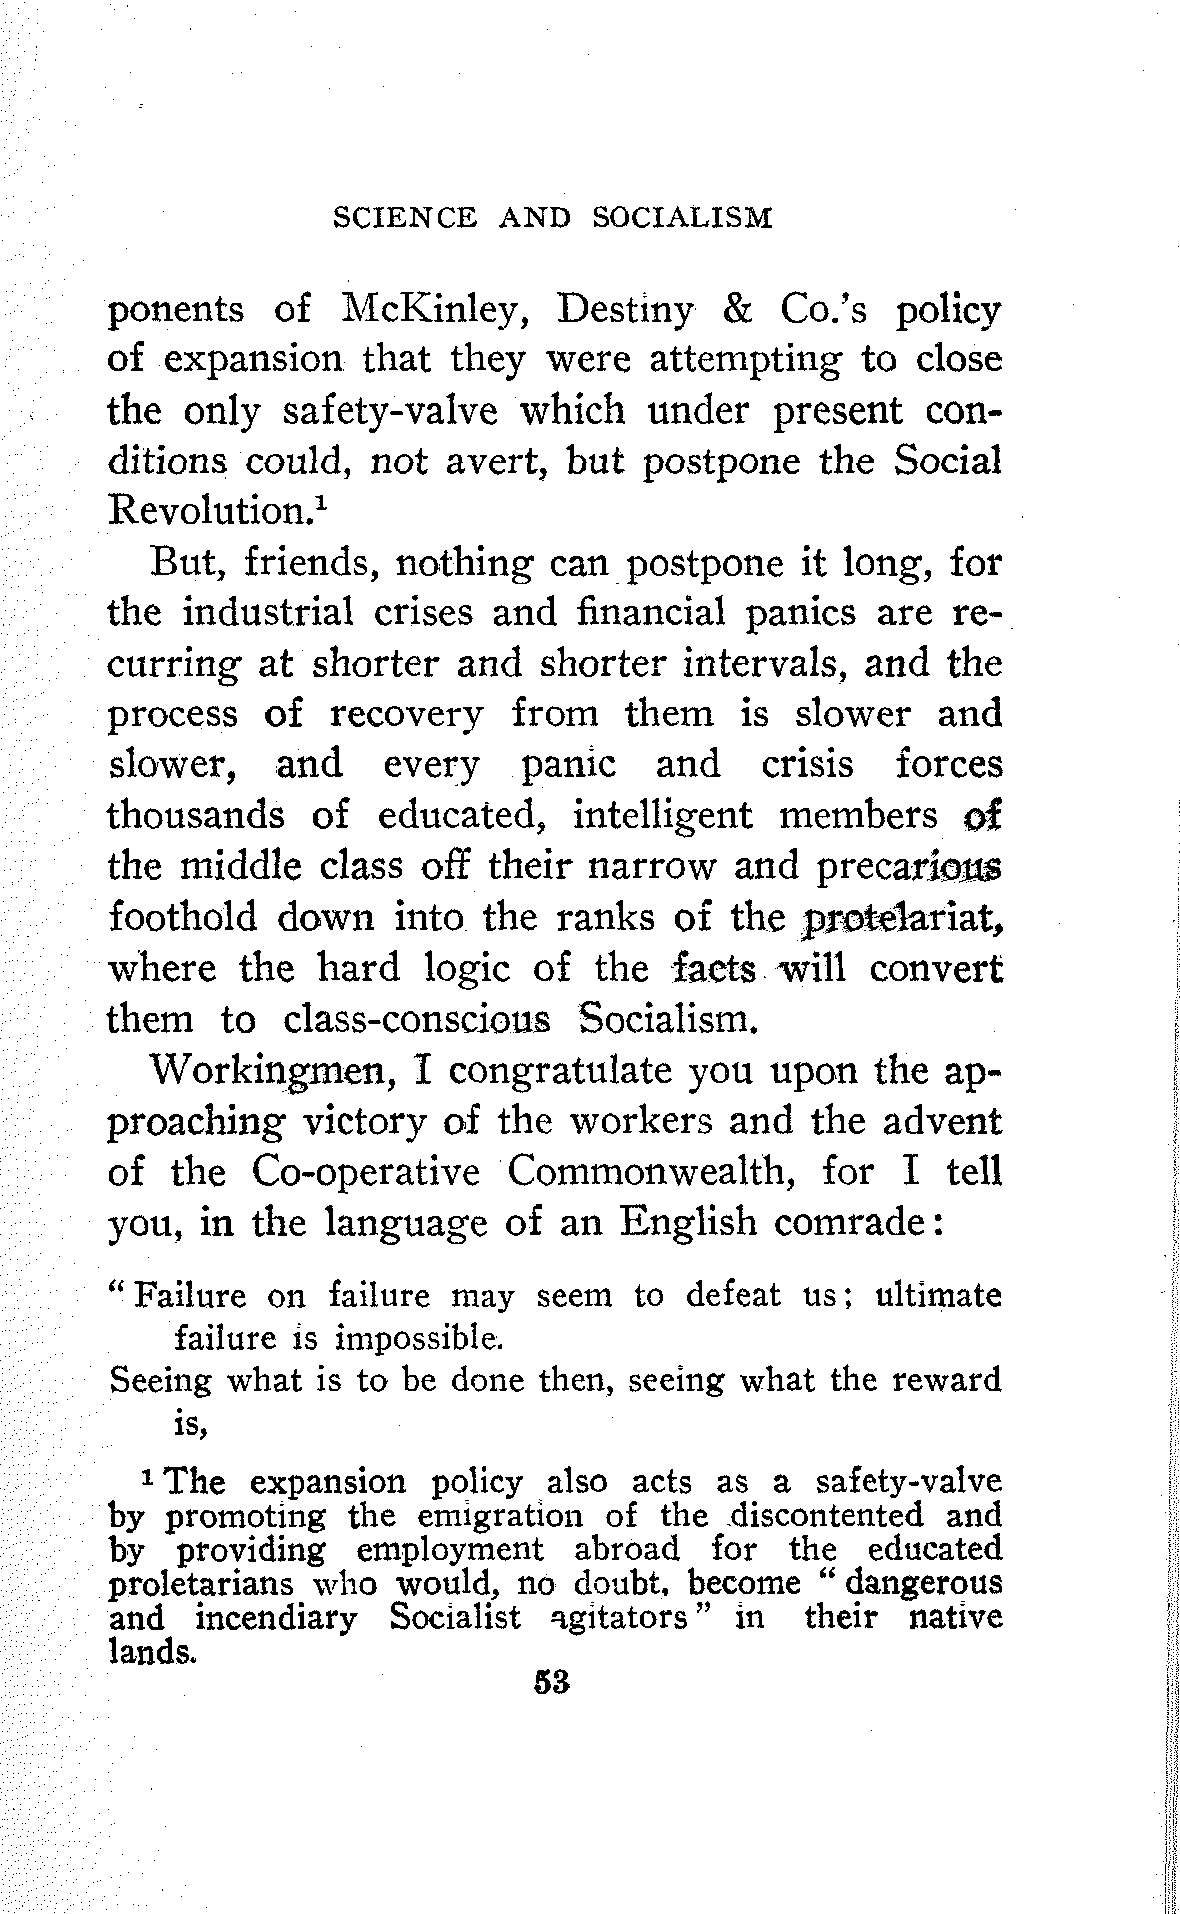 SCIENCE AND SOCIALISM
ponents of McKinley, Destiny & Co.'s policy
of expansion that they were attempting to close
the only safety-valve which under present con-
ditions could, not avert, but postpone the Social
Revolution.¹
But, friends, nothing can postpone it long, for
the industrial crises and financial panics are re-
curring at shorter and shorter intervals, and the
process of recovery from them is slower and
slower, and every panic and crisis forces
thousands of educated, intelligent members of
the middle class off their narrow and precarious
foothold down into the ranks of the protelariat,
where the hard logic of the facts will convert
them to class-conscious Socialism.
Workingmen, I congratulate you upon the ap-
proaching victory of the workers and the advent
of the Co-operative Commonwealth, for I tell
you, in the language of an English comrade:
“Failure on failure may seem to defeat us; ultimate
failure is impossible.
Seeing what is to be done then, seeing what the reward
is,
¹ The expansion policy also acts as a safety-valve
by promoting the emigration of the discontented and
by providing employment abroad for the educated
proletarians who would, no doubt, become “dangerous
and incendiary Socialist agitators” in their native
lands.
53